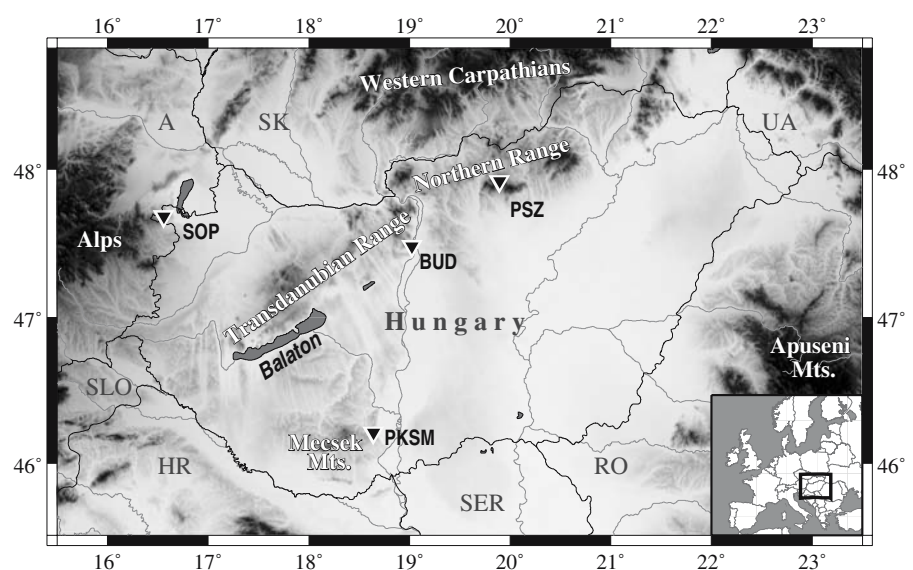 16° 17° 18° 19° 20° 21° 22° 23°
Western Carpathians
A
SK
UA
48° 48°
Northern Range
PSZ
SOP
Alps
BUD
Transdanubian Range
47° 47°
Hungary
Balaton
Apuseni
Mts.
SLO
PKSM
Mecsek
Mts.
46° 46°
HR
RO
SER
16° 17° 18° 19° 20° 21° 22° 23°